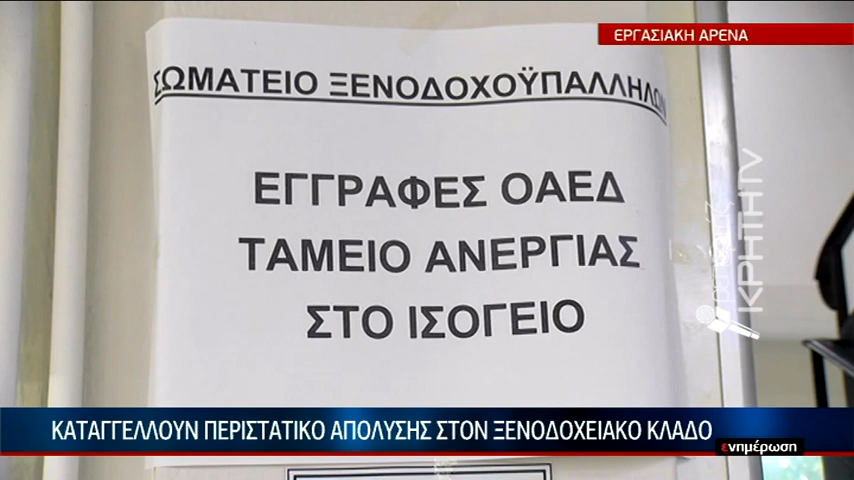 ΕΡΓΑΣΙΑΚΗ ΑΡΕΝΑ
ΣΩΜΑΤΕΙΟ ΞΕΝΟΔΟΧΟΫΠΑΛΛΗΛΩΝ
ΕΓΓΡΑΦΕΣ ΟΑΕΔ
ΤΑΜΕΙΟ ΑΝΕΡΓΙΑΣ
ΣΤΟ ΙΣΟΓΕΙΟ
ΚΡΗΤΗ TV
ΚΑΤΑΓΓΕΛΛΟΥΝ ΠΕΡΙΣΤΑΤΙΚΟ ΑΠΟΛΥΣΗΣ ΣΤΟΝ ΞΕΝΟΔΟΧΕΙΑΚΟ ΚΛΑΔΟ
ενημέρωση